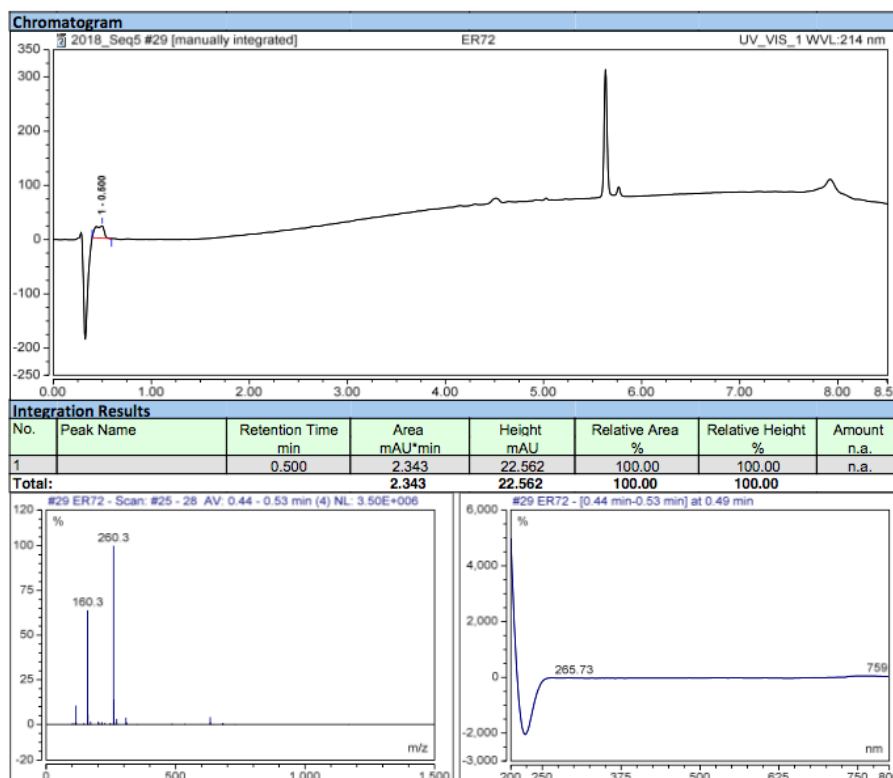 Chromatogram
2018_Seq5 #29 [manually integrated] ER72 UV_VIS_1 WVL:214 nm
350
300
200
100
0
-100
-200
-250
1 - 0.500
0.00 1.00 2.00 3.00 4.00 5.00 6.00 7.00 8.00 8.5
Integration Results
No. Peak Name Retention Time Area Height Relative Area Relative Height Amount
min mAU*min mAU % % n.a.
1 0.500 2.343 22.562 100.00 100.00 n.a.
Total: 2.343 22.562 100.00 100.00
#29 ER72 - Scan: #25 - 28 AV: 0.44 - 0.53 min (4) NL: 3.50E+006
120
%
100
75
50
25
0
-20
260.3
160.3
m/z
0 500 1.000 1.500
#29 ER72 - [0.44 min-0.53 min] at 0.49 min
6,000
%
4,000
2,000
0
-2,000
-3,000
265.73
759
nm
200 250 375 500 625 750